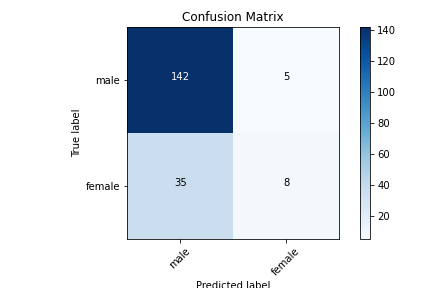 Confusion Matrix
140
male 142 5
120
100
80
True label
60
female 35 8
40
20
male female
Predicted label